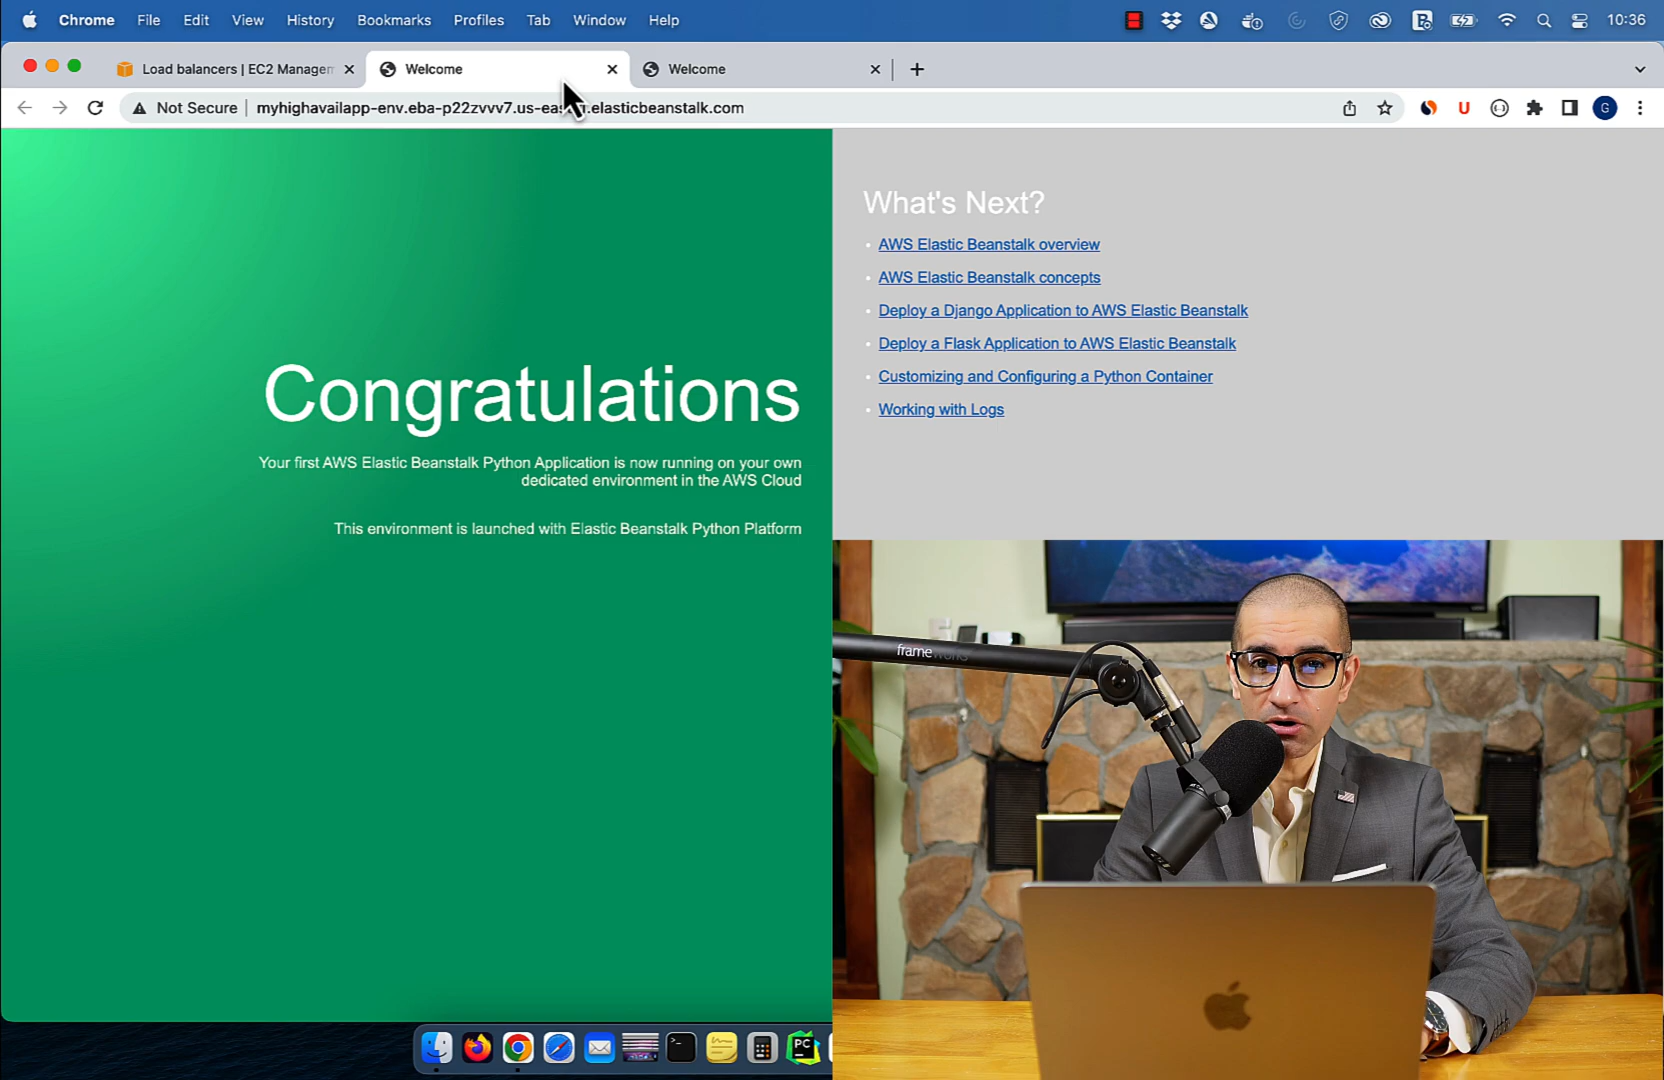 Chrome File Edit View History Bookmarks Profiles Tab Window Help 10:36
Load balancers | EC2 Managem
Welcome
Welcome
Not Secure myhighavailapp-env.eba-p22zvvv7.us-eas elasticbeanstalk.com
U
G
Congratulations
Your first AWS Elastic Beanstalk Python Application is now running on your own
dedicated environment in the AWS Cloud
This environment is launched with Elastic Beanstalk Python Platform
What's Next?
AWS Elastic Beanstalk overview
AWS Elastic Beanstalk concepts
Deploy a Django Application to AWS Elastic Beanstalk
Deploy a Flask Application to AWS Elastic Beanstalk
Customizing and Configuring a Python Container
Working with Logs
frameworks
PC